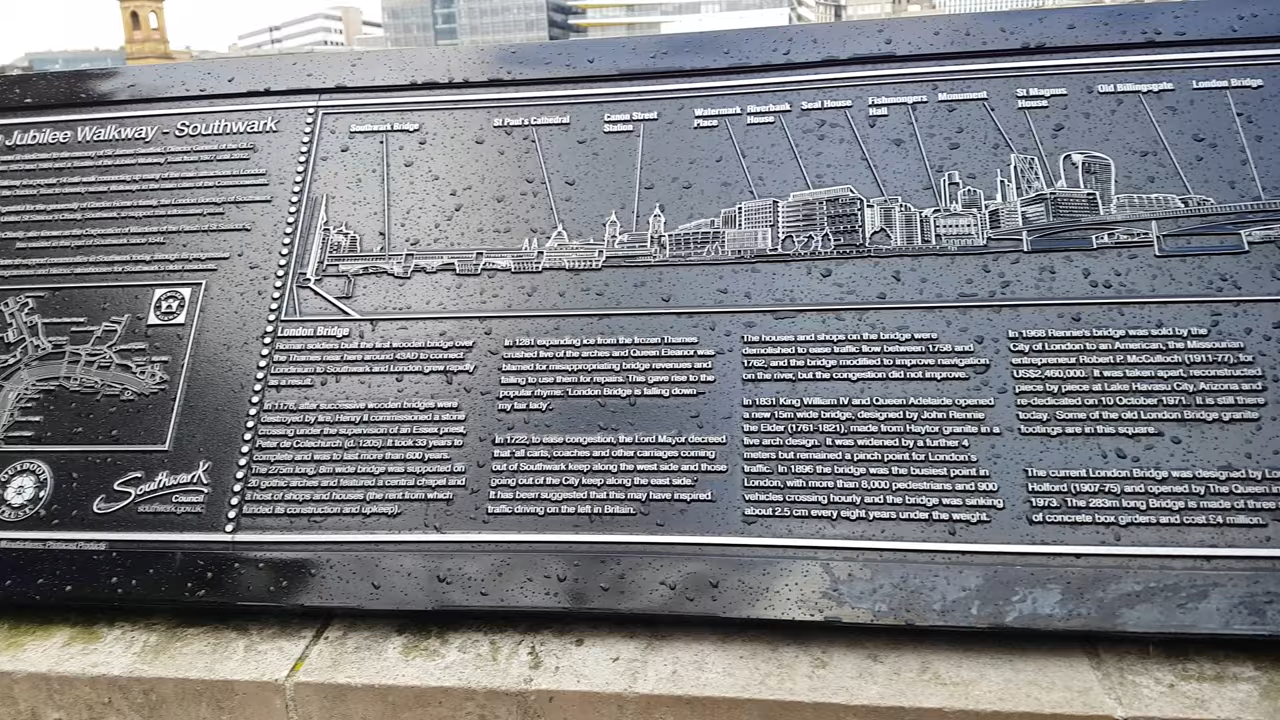 Jubilee Walkway - Southwark
Southwark Bridge
St Paul's Cathedral
Canon Street
Station
Watermark
Place
Riverbank
House
Seal House
Fishmongers
Hall
Monument
St Magnus
House
Old Billingsgate
London Bridge
London Bridge
Roman soldiers built the first wooden bridge over
the Thames near here around 43AD to connect
Londinium to Southwark and London grew rapidly
as a result.
In 1176, after successive wooden bridges were
destroyed by fire, Henry II commissioned a stone
crossing under the supervision of an Essex priest,
Peter de Colechurch (d. 1205). It took 33 years to
complete and was to last more than 600 years.
The 275m long, 8m wide bridge was supported on
20 gothic arches and featured a central chapel and
a host of shops and houses (the rent from which
funded its construction and upkeep).
In 1281 expanding ice from the frozen Thames
crushed five of the arches and Queen Eleanor was
blamed for misappropriating bridge revenues and
failing to use them for repairs. This gave rise to the
popular rhyme: 'London Bridge is falling down
my fair lady'.
In 1722, to ease congestion, the Lord Mayor decreed
that 'all carts, coaches and other carriages coming
out of Southwark keep along the west side and those
going out of the City keep along the east side.'
It has been suggested that this may have inspired
traffic driving on the left in Britain.
The houses and shops on the bridge were
demolished to ease traffic flow between 1758 and
1762, and the bridge modified to improve navigation
on the river, but the congestion did not improve.
In 1831 King William IV and Queen Adelaide opened
a new 15m wide bridge, designed by John Rennie
the Elder (1761-1821), made from Haytor granite in a
five arch design. It was widened by a further 4
meters but remained a pinch point for London's
traffic. In 1896 the bridge was the busiest point in
London, with more than 8,000 pedestrians and 900
vehicles crossing hourly and the bridge was sinking
about 2.5 cm every eight years under the weight.
In 1968 Rennie's bridge was sold by the
City of London to an American, the Missourian
entrepreneur Robert P. McCulloch (1911-77), for
US$2,460,000. It was taken apart, reconstructed
piece by piece at Lake Havasu City, Arizona and
re-dedicated on 10 October 1971. It is still there
today. Some of the old London Bridge granite
footings are in this square.
The current London Bridge was designed by Lo
Holford (1907-75) and opened by The Queen in
1973. The 283m long Bridge is made of three
of concrete box girders and cost £4 million.
OUTDOOR
TRUST
Southwark
Council
southwark.gov.uk